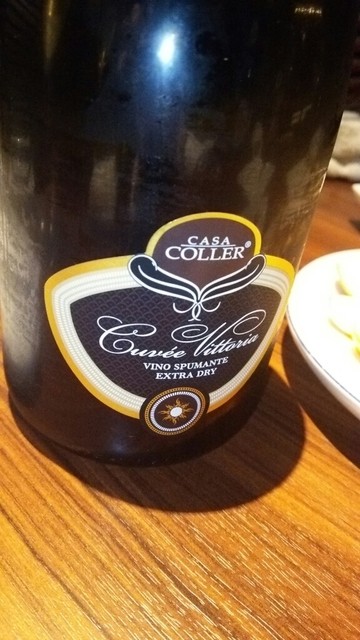 CASA
COLLER®
Cuvée Vittoria
VINO SPUMANTE
EXTRA DRY